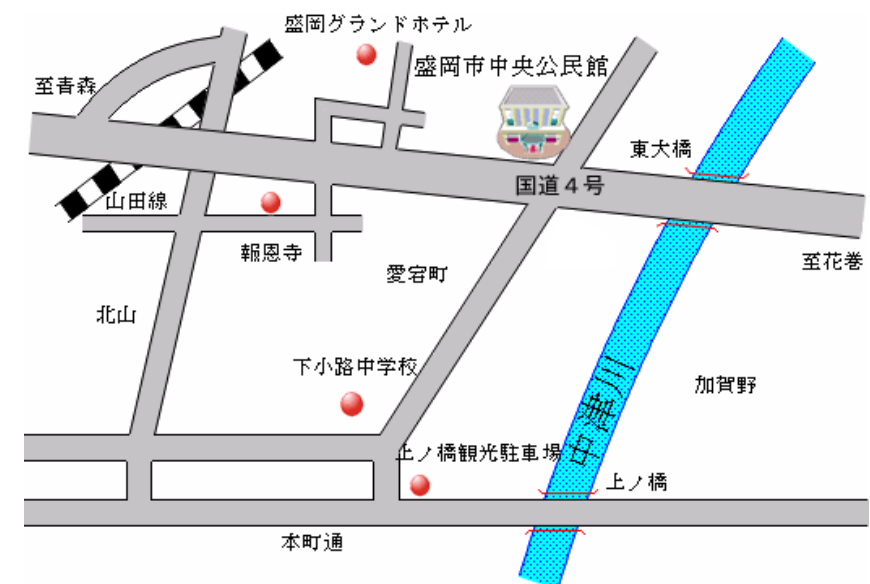 盛岡グランドホテル
盛岡市中央公民館
至青森
東大橋
国道4号
山田線
報恩寺
至花巻
愛宕町
北山
下小路中学校
加賀野
中津川
上ノ橋観光駐車場
上ノ橋
本町通